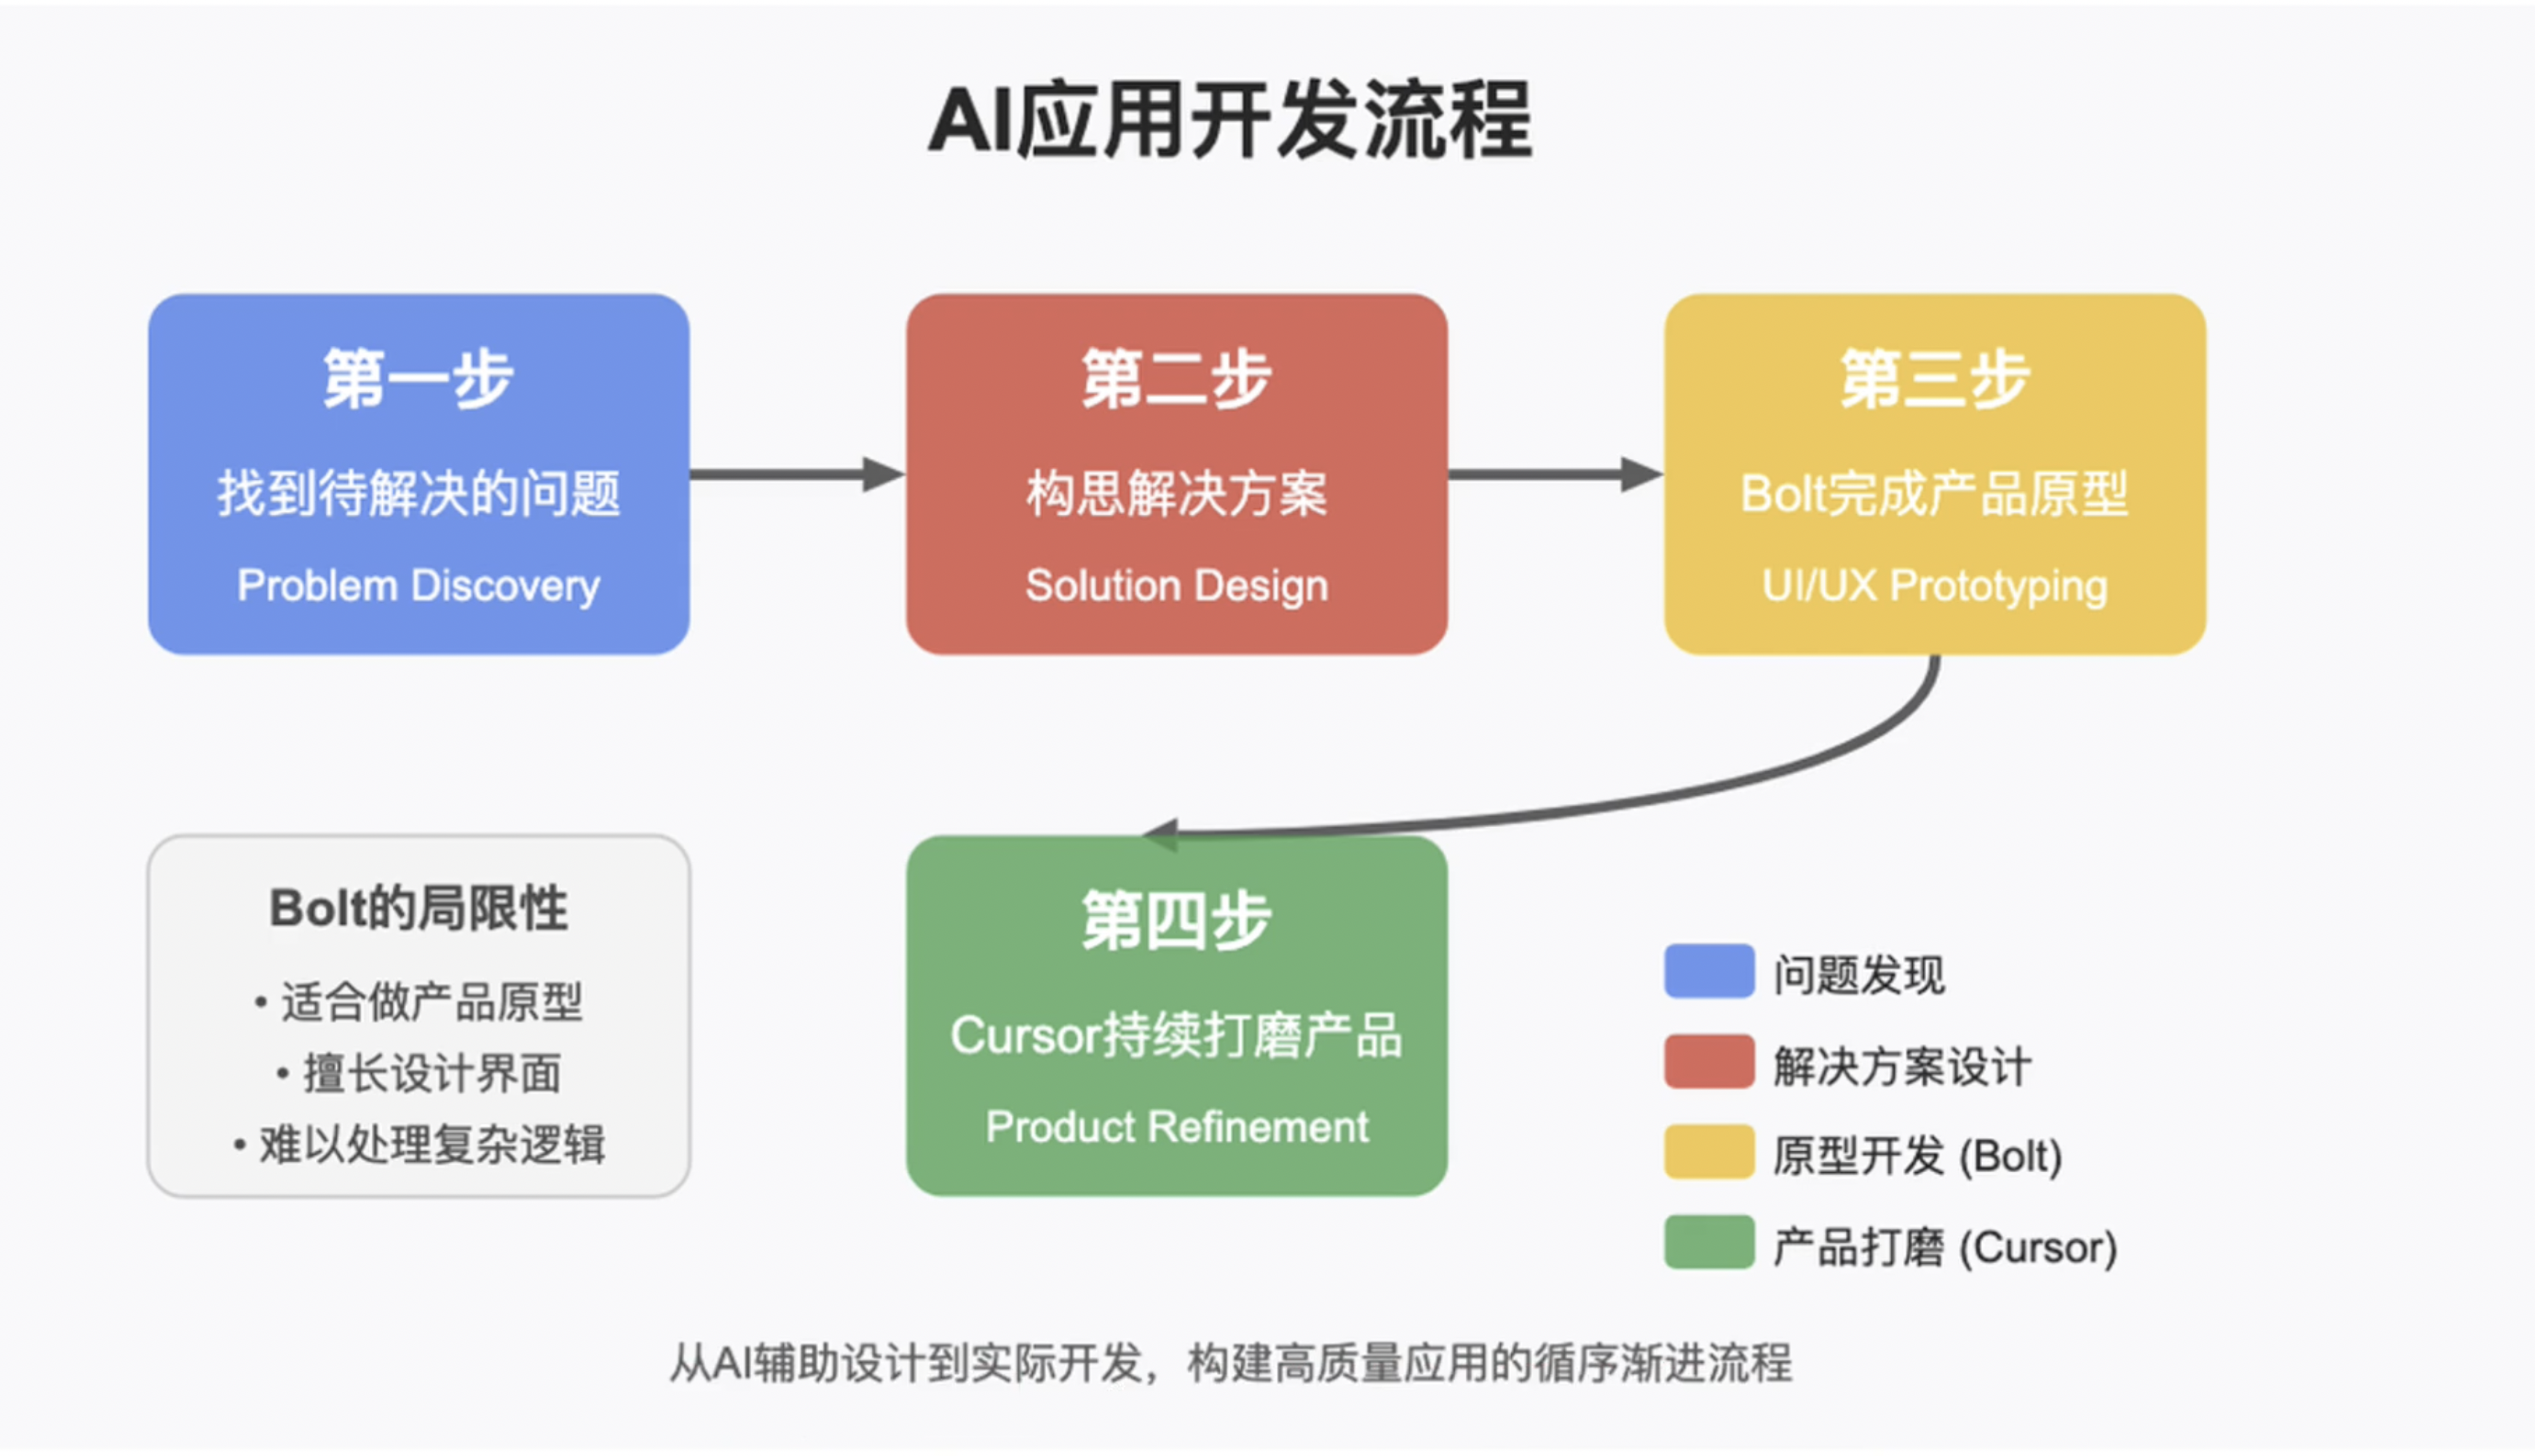 AI应用开发流程
第一步
找到待解决的问题
Problem Discovery
第二步
构思解决方案
Solution Design
第三步
Bolt完成产品原型
UI/UX Prototyping
Bolt的局限性
• 适合做产品原型
• 擅长设计界面
• 难以处理复杂逻辑
第四步
Cursor持续打磨产品
Product Refinement
问题发现
解决方案设计
原型开发 (Bolt)
产品打磨 (Cursor)
从AI辅助设计到实际开发，构建高质量应用的循序渐进流程